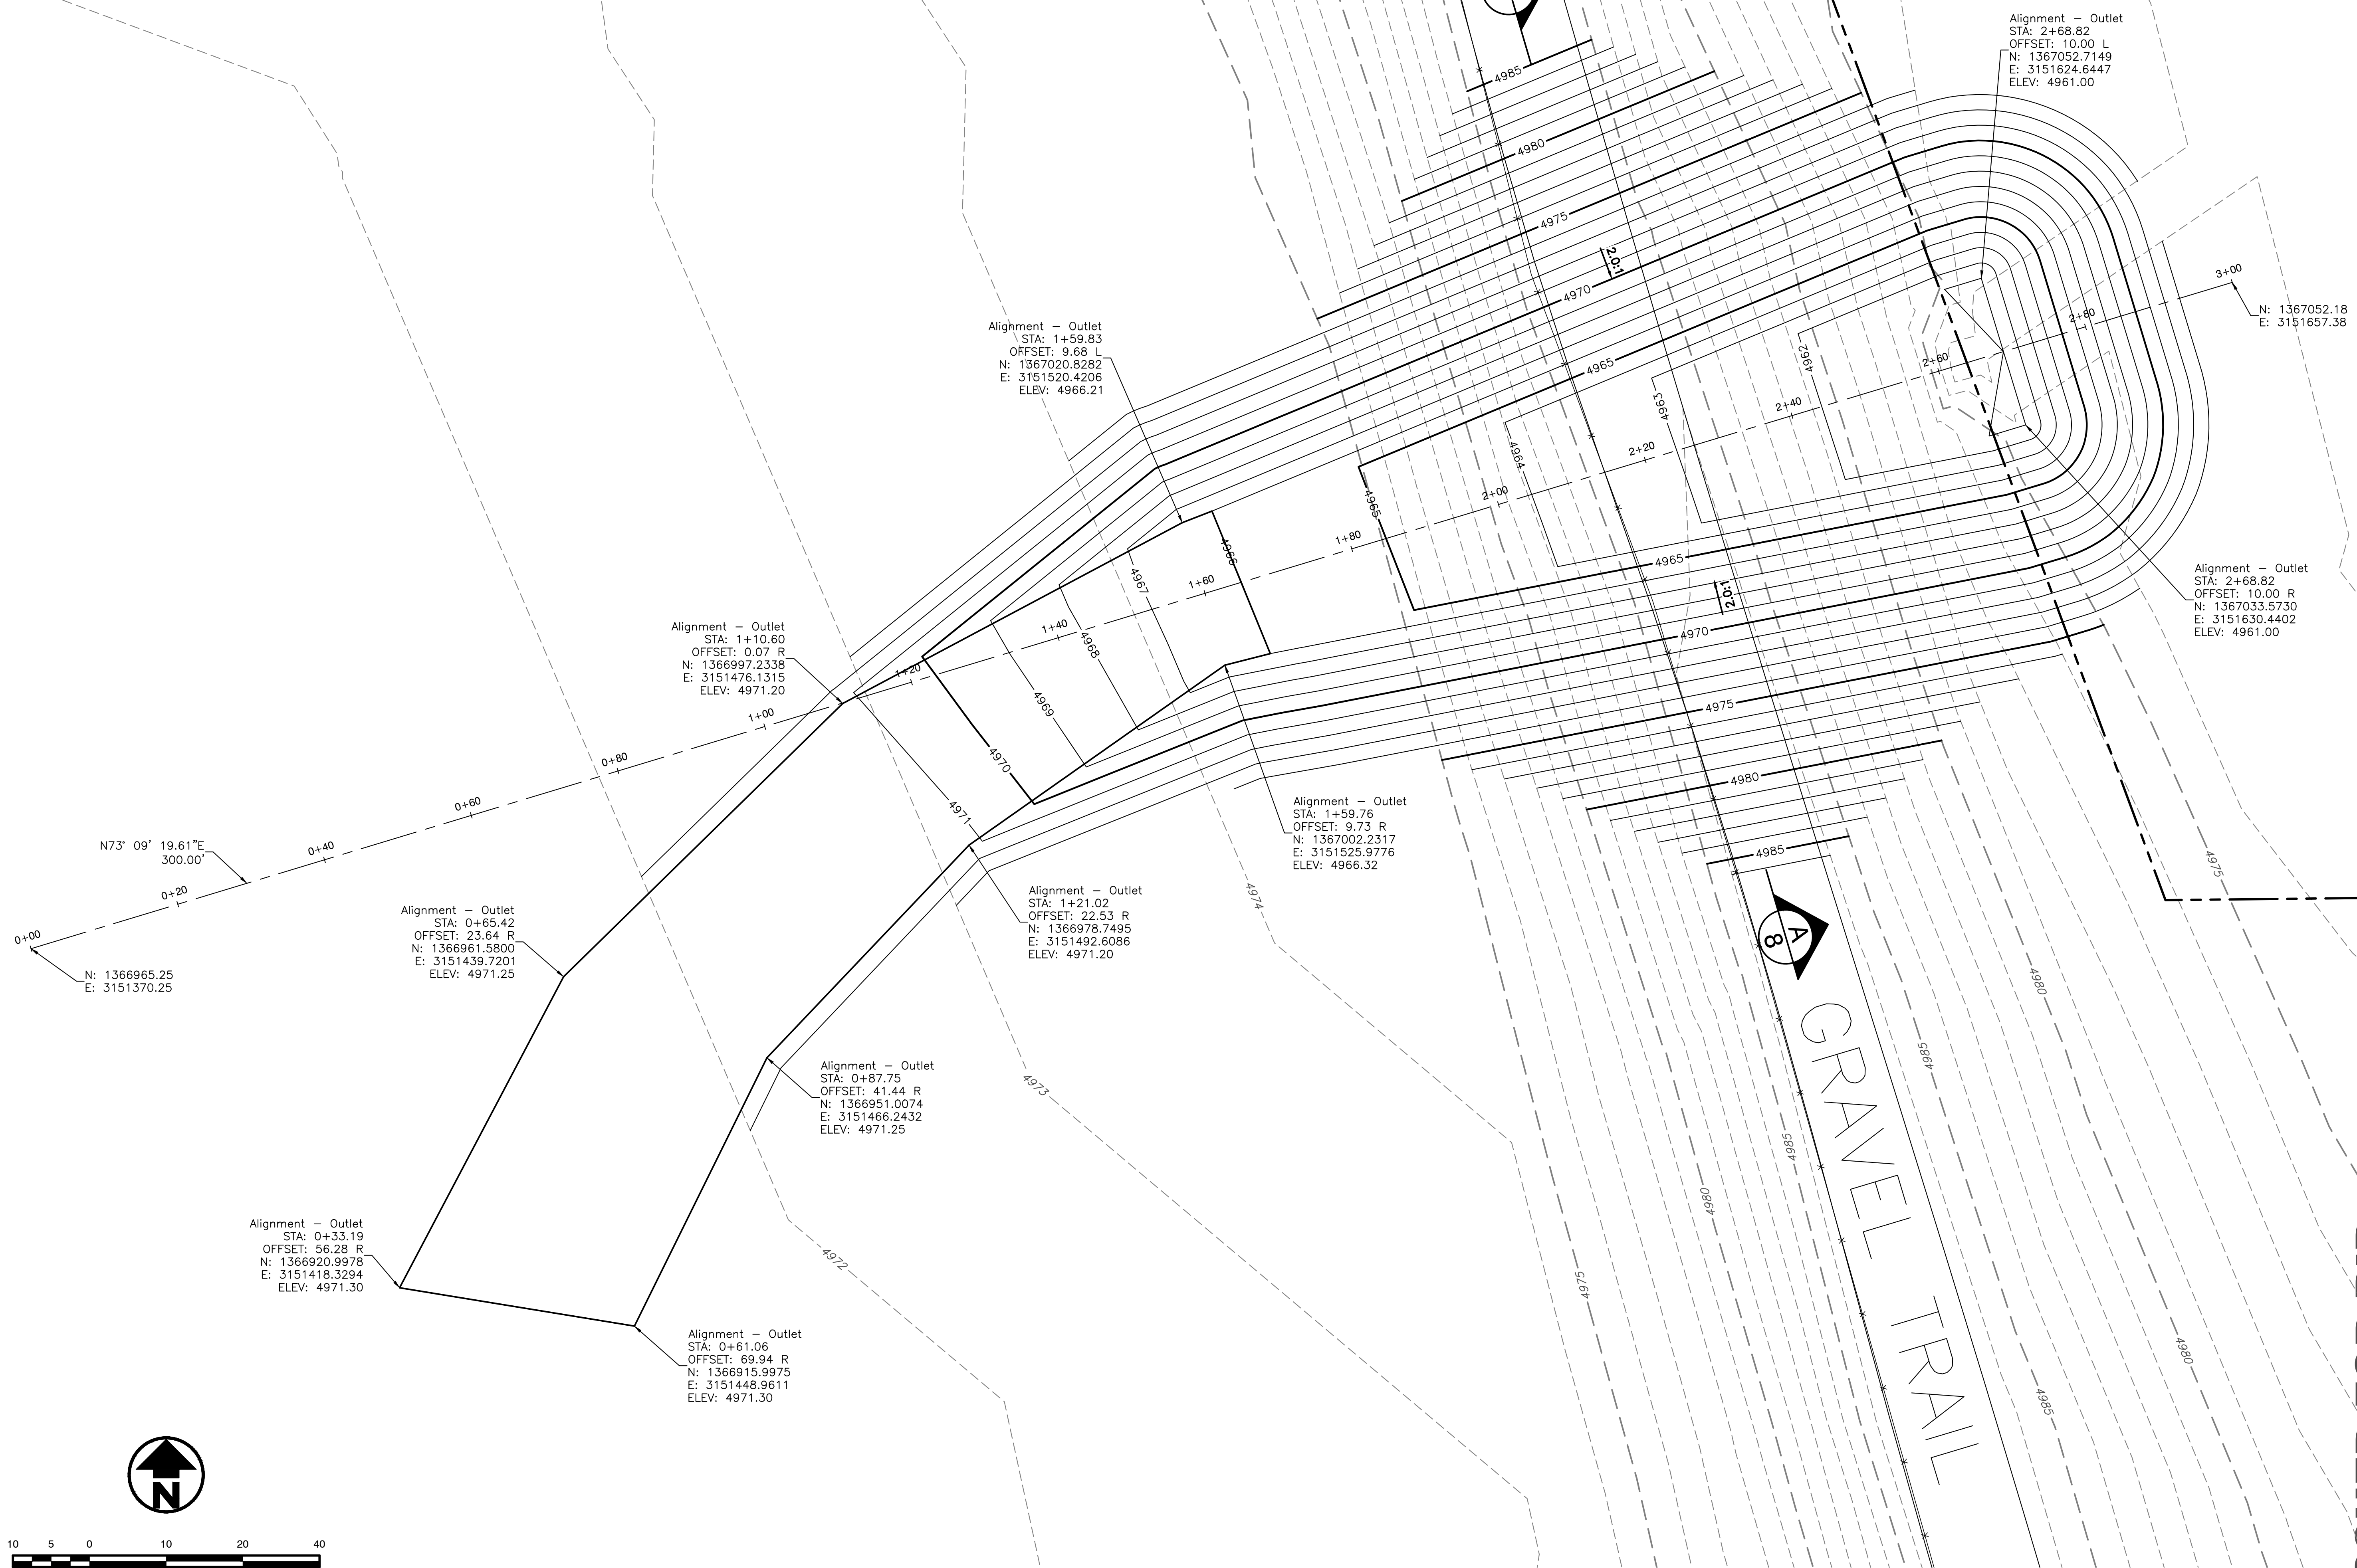 Alignment – Outlet
STA: 2+68.82
OFFSET: 10.00 L
N: 1367052.7149
E: 3151624.6447
ELEV: 4961.00
4985
4980
4975
4970
4965
2.0:1
4962
4963
4964
4965
3+00
2+80
2+60
2+40
2+20
2+00
1+80
1+60
1+40
1+20
1+00
0+80
0+60
0+40
0+20
0+00
N: 1367052.18
E: 3151657.38
Alignment – Outlet
STA: 1+59.83
OFFSET: 9.68 L
N: 1367020.8282
E: 3151520.4206
ELEV: 4966.21
4966
4967
4968
4969
4970
4971
Alignment – Outlet
STA: 2+68.82
OFFSET: 10.00 R
N: 1367033.5730
E: 3151630.4402
ELEV: 4961.00
4965
2.0:1
4970
4975
4980
4985
Alignment – Outlet
STA: 1+10.60
OFFSET: 0.07 R
N: 1366997.2338
E: 3151476.1315
ELEV: 4971.20
Alignment – Outlet
STA: 1+59.76
OFFSET: 9.73 R
N: 1367002.2317
E: 3151525.9776
ELEV: 4966.32
N73° 09' 19.61"E
300.00'
N: 1366965.25
E: 3151370.25
Alignment – Outlet
STA: 0+65.42
OFFSET: 23.64 R
N: 1366961.5800
E: 3151439.7201
ELEV: 4971.25
Alignment – Outlet
STA: 1+21.02
OFFSET: 22.53 R
N: 1366978.7495
E: 3151492.6086
ELEV: 4971.20
4974
4975
A
8
4980
4985
GRAVEL TRAIL
4973
Alignment – Outlet
STA: 0+87.75
OFFSET: 41.44 R
N: 1366951.0074
E: 3151466.2432
ELEV: 4971.25
4985
4980
4975
4980
4985
4972
Alignment – Outlet
STA: 0+33.19
OFFSET: 56.28 R
N: 1366920.9978
E: 3151418.3294
ELEV: 4971.30
Alignment – Outlet
STA: 0+61.06
OFFSET: 69.94 R
N: 1366915.9975
E: 3151448.9611
ELEV: 4971.30
N
10 5 0 10 20 40